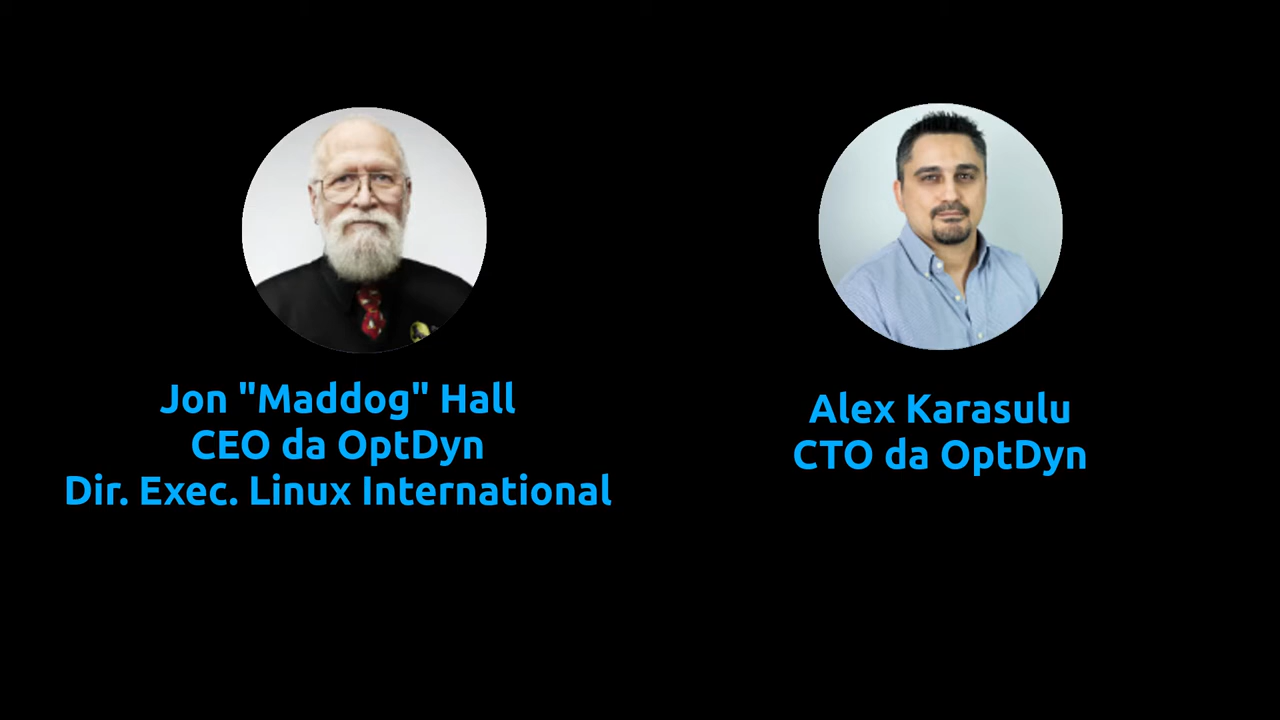 Jon "Maddog" Hall
CEO da OptDyn
Dir. Exec. Linux International
Alex Karasulu
CTO da OptDyn